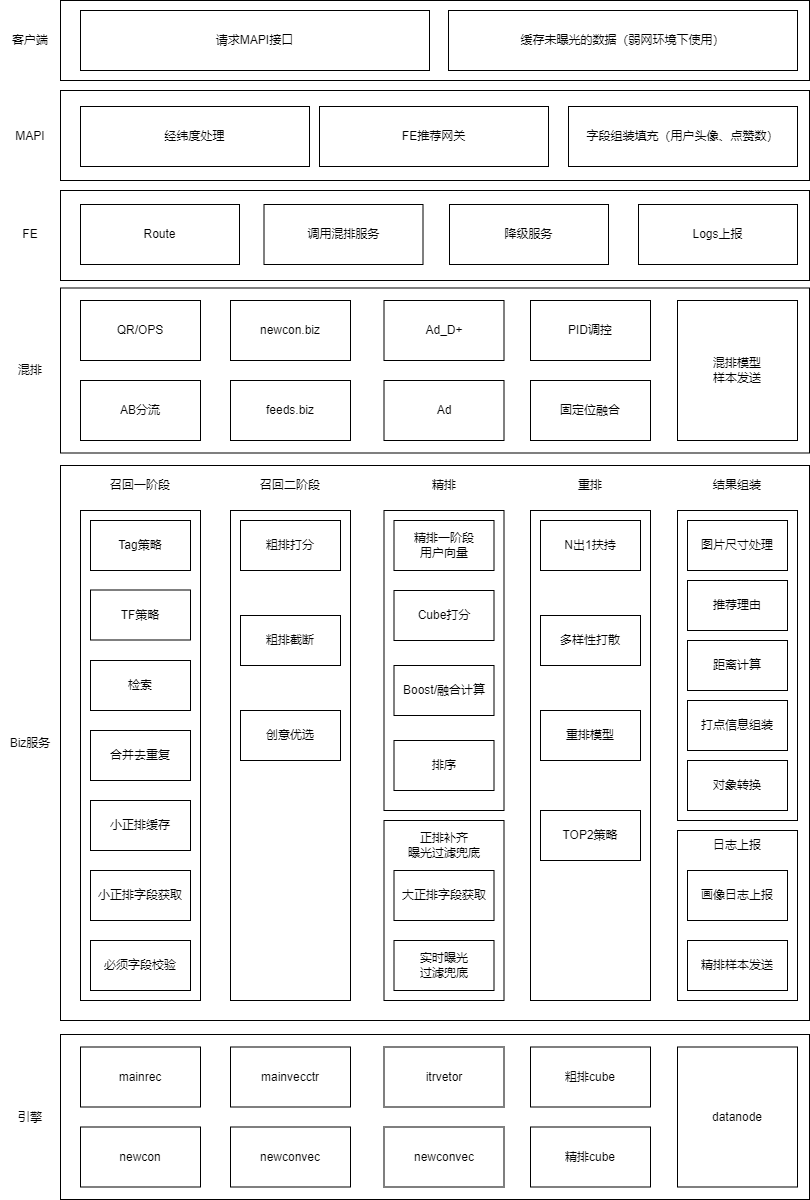 客户端
请求MAPI接口
缓存未曝光的数据（弱网环境下使用）
MAPI
经纬度处理
FE推荐网关
字段组装填充（用户头像、点赞数）
FE
Route
调用混排服务
降级服务
Logs上报
混排
QR/OPS
newcon.biz
Ad_D+
PID调控
混排模型
样本发送
AB分流
feeds.biz
Ad
固定位融合
Biz服务
召回一阶段
Tag策略
TF策略
检索
合并去重复
小正排缓存
小正排字段获取
必须字段校验
召回二阶段
粗排打分
粗排截断
创意优选
精排
精排一阶段
用户向量
Cube打分
Boost/融合计算
排序
正排补齐
曝光过滤兜底
大正排字段获取
实时曝光
过滤兜底
重排
N出1扶持
多样性打散
重排模型
TOP2策略
结果组装
图片尺寸处理
推荐理由
距离计算
打点信息组装
对象转换
日志上报
画像日志上报
精排样本发送
引擎
mainrec
mainvecctr
itrvetor
粗排cube
datanode
newcon
newconvec
newconvec
精排cube